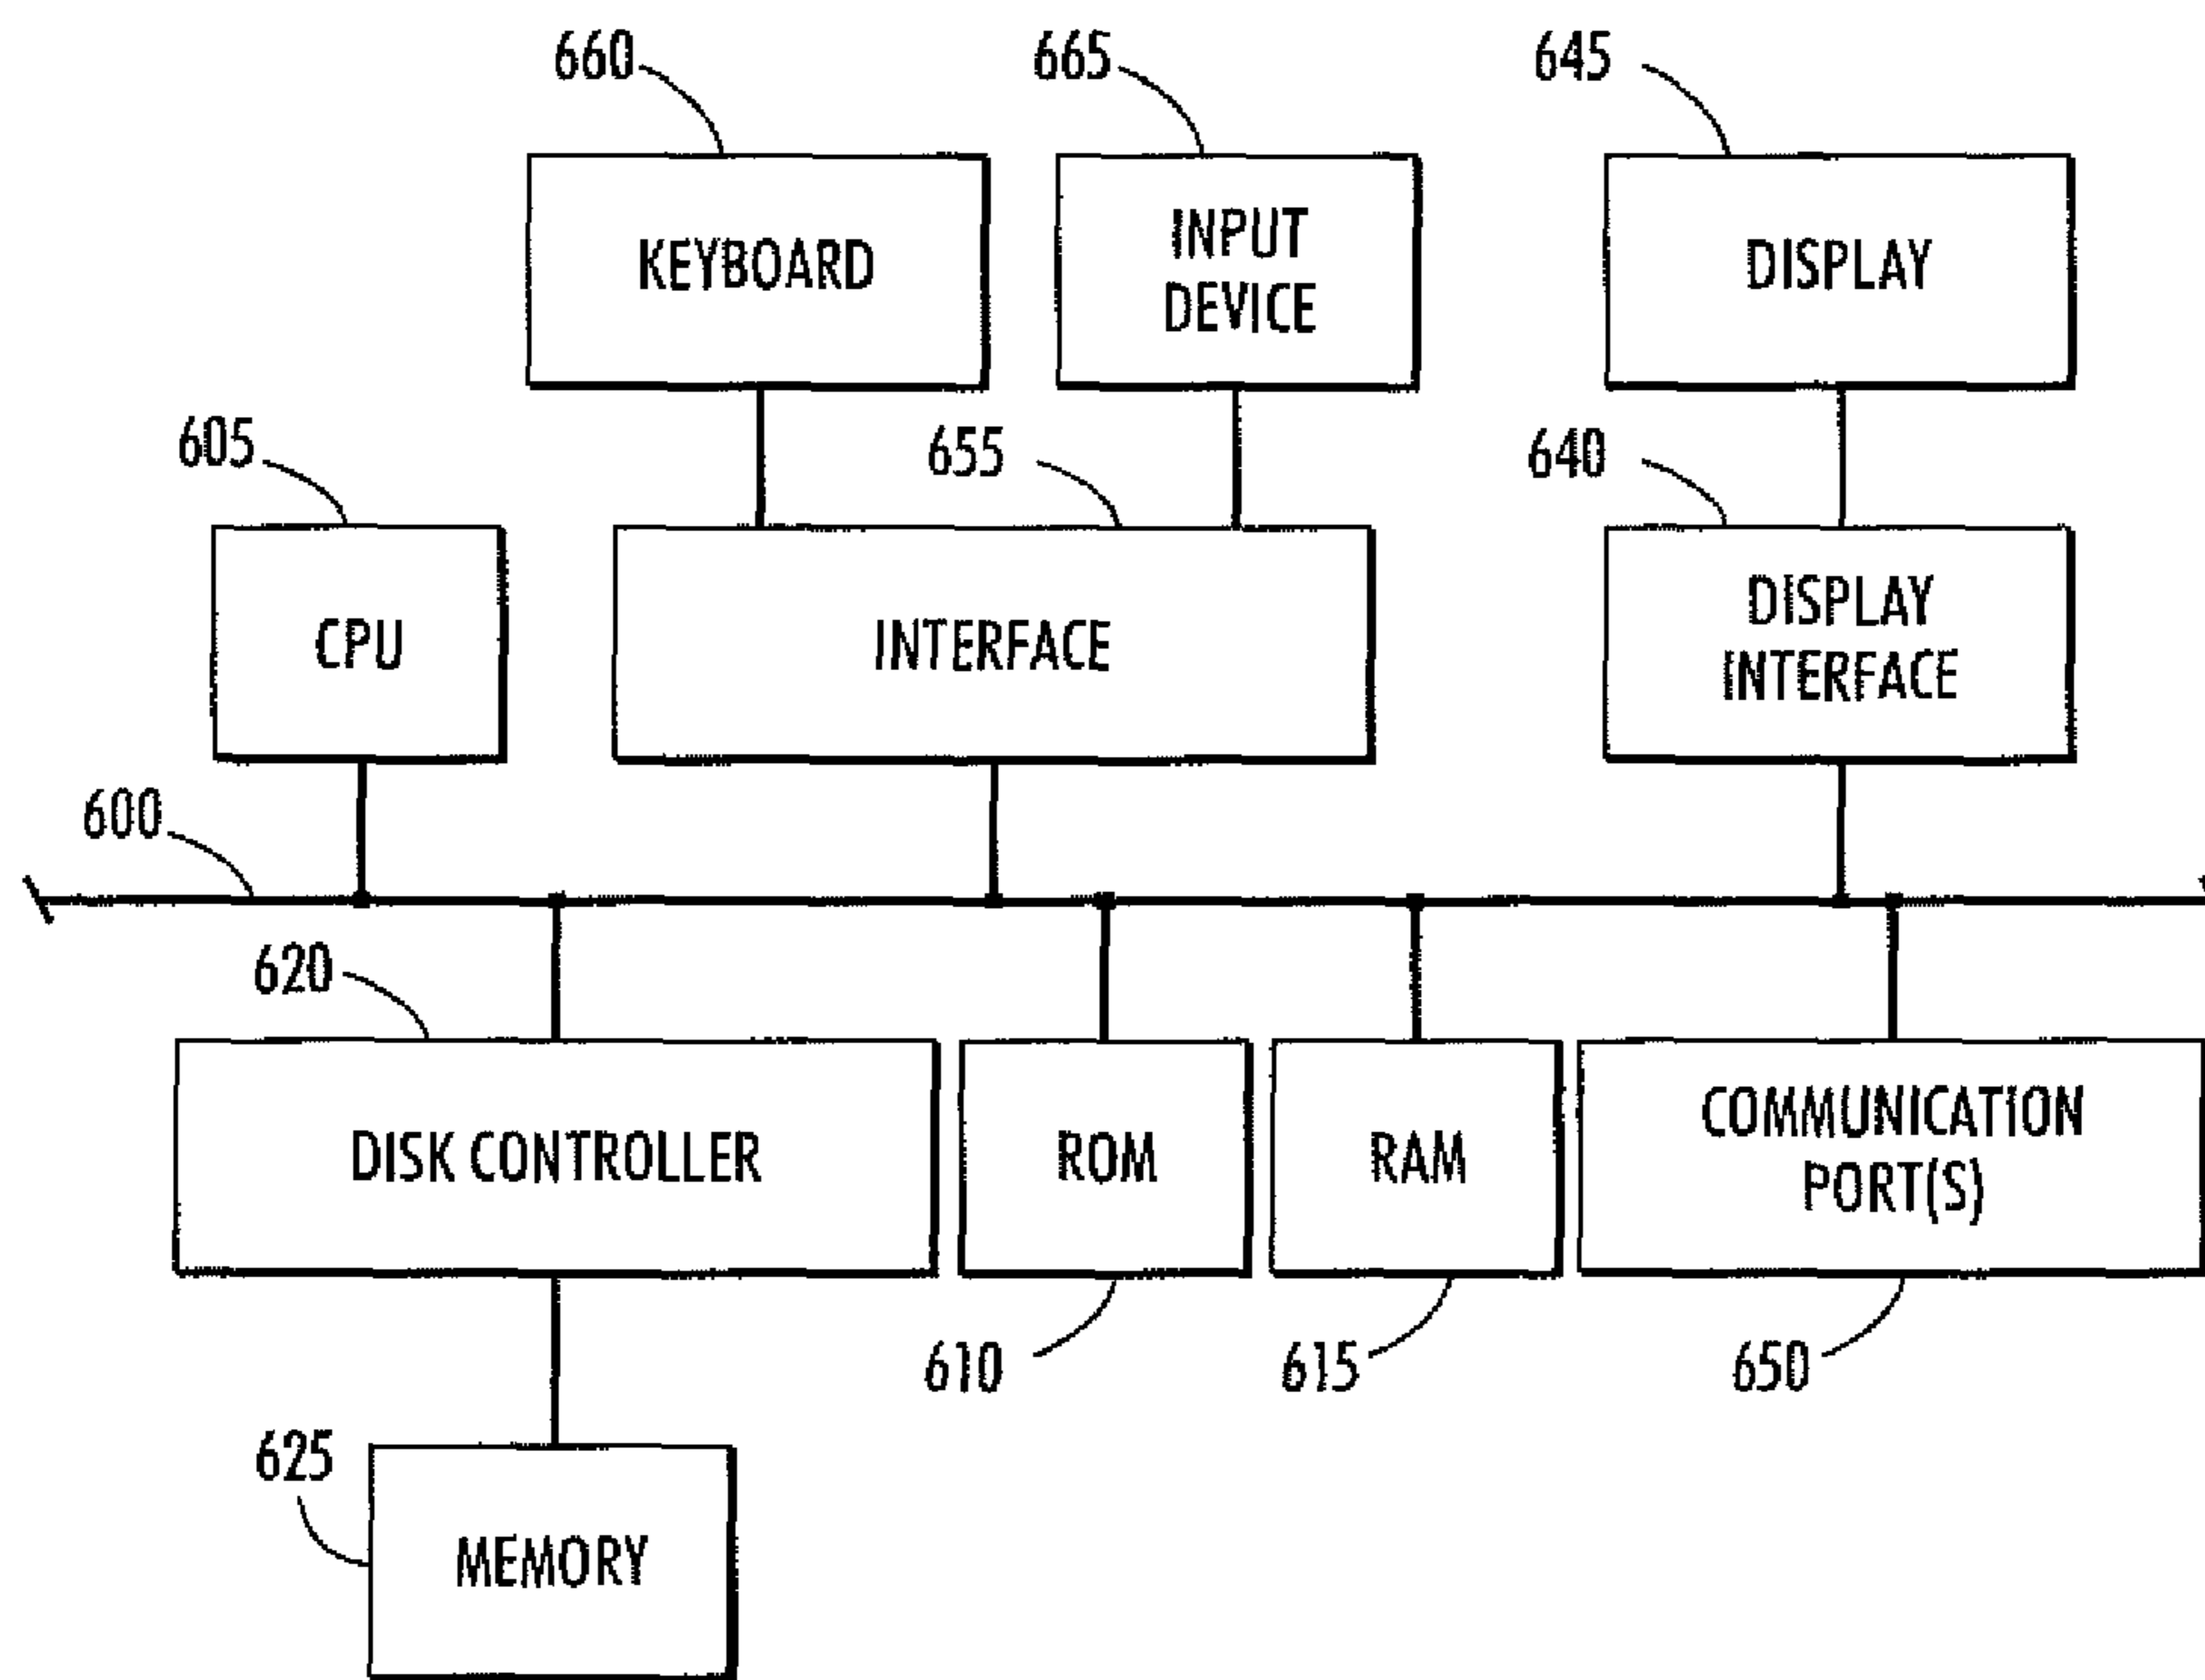 660
665
645
KEYBOARD
INPUT
DEVICE
DISPLAY
605
655
640
CPU
INTERFACE
DISPLAY
INTERFACE
600
620
DISK CONTROLLER
ROM
RAM
COMMUNICATION
PORT(S)
610
615
650
625
MEMORY